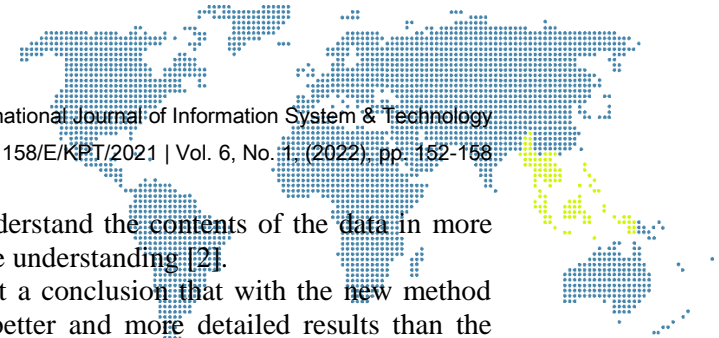 national Journal of Information System & Technology
158/E/KPT/2021 | Vol. 6, No. 1, (2022), pp. 152-158
derstand the contents of the data in more
e understanding [2].
t a conclusion that with the new method
better and more detailed results than the